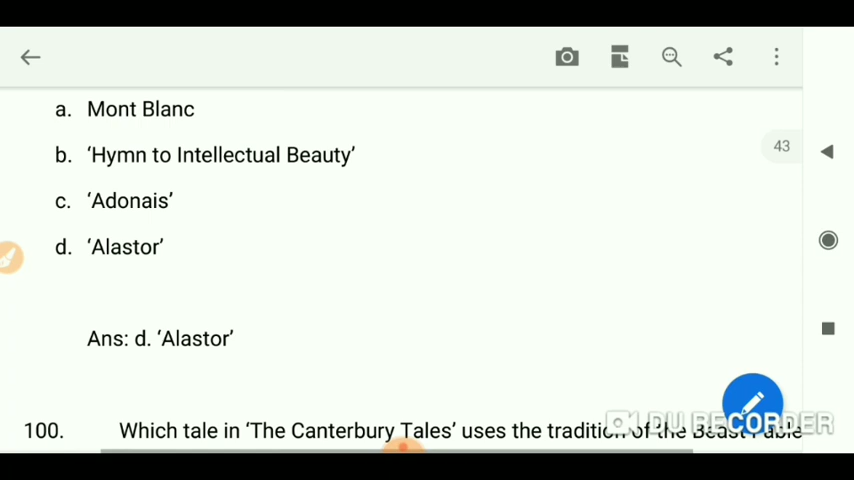 a. Mont Blanc
43
b. ‘Hymn to Intellectual Beauty’
c. ‘Adonais’
d. ‘Alastor’
Ans: d. ‘Alastor’
100. Which tale in ‘The Canterbury Tales’ uses the tradition of the Beast Fable
DU RECORDER